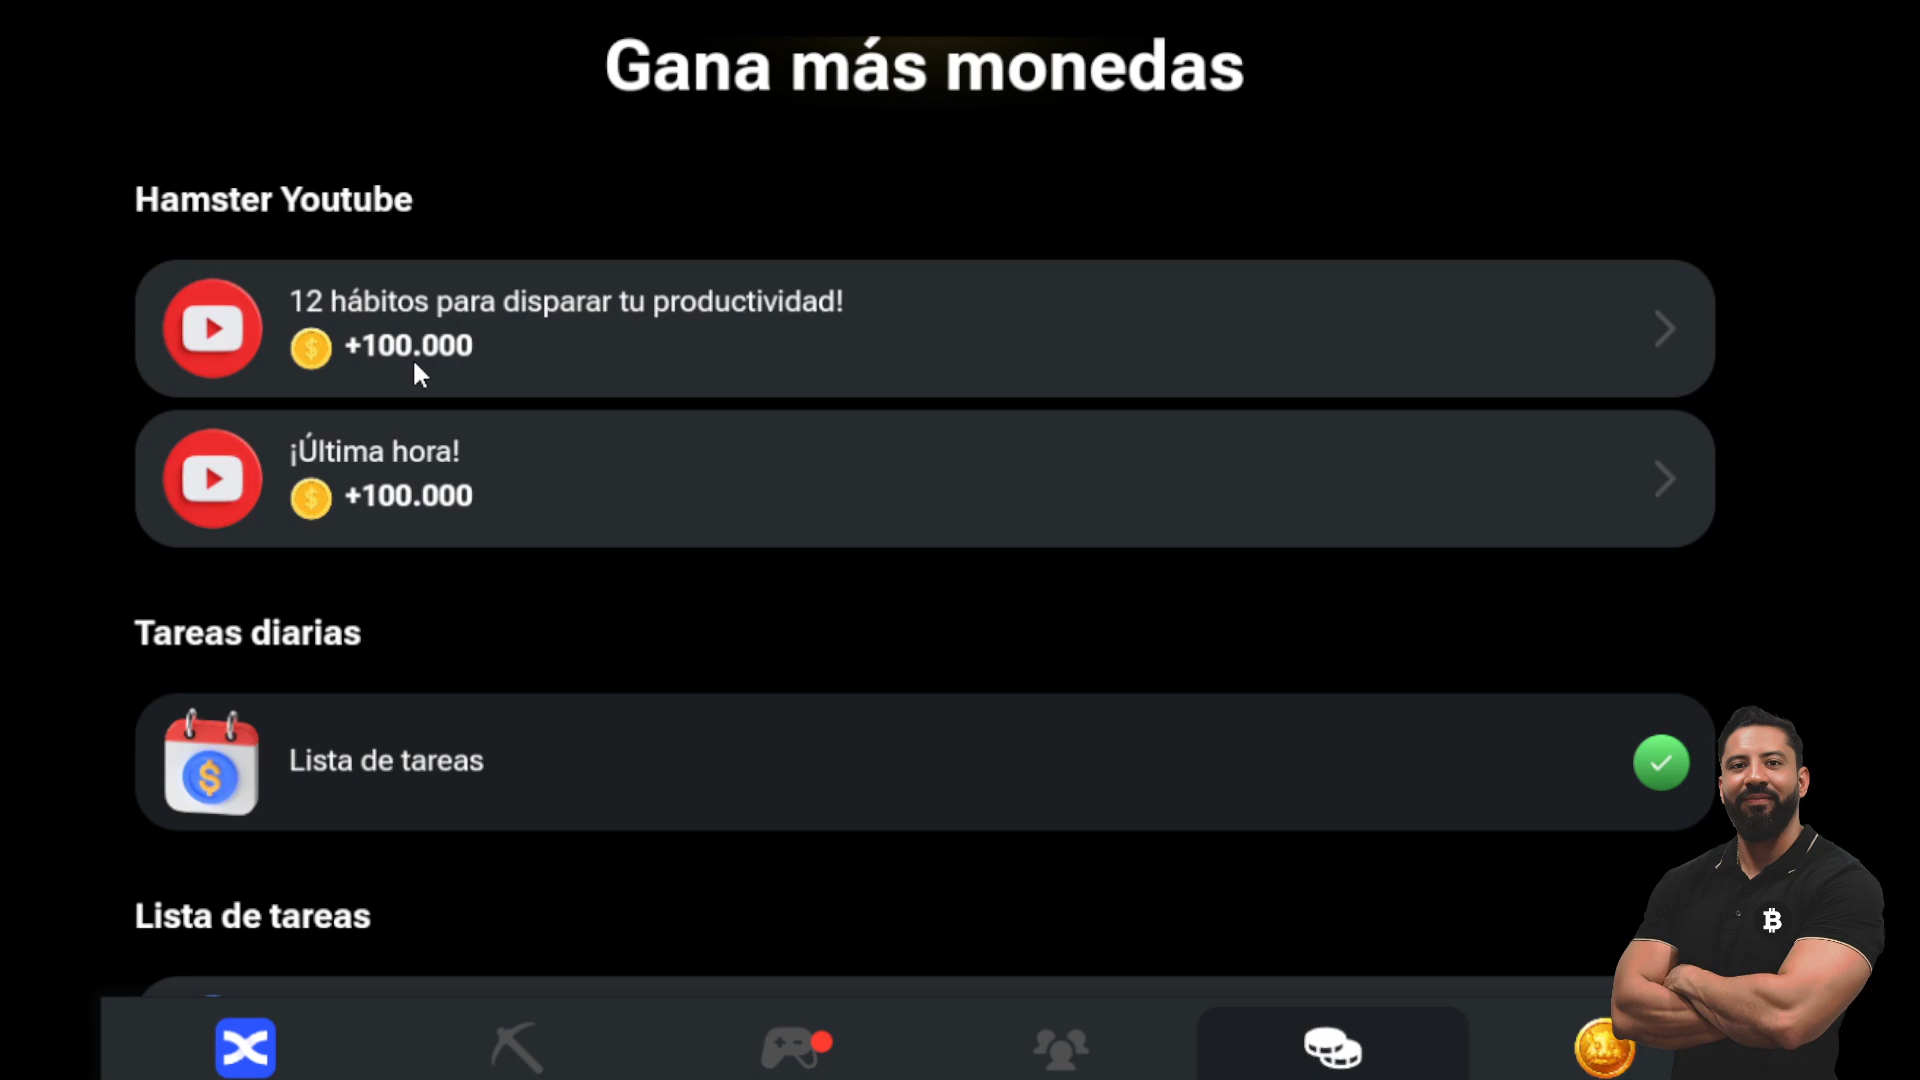 Gana más monedas
Hamster Youtube
12 hábitos para disparar tu productividad!
+100.000
¡Última hora!
+100.000
Tareas diarias
Lista de tareas
Lista de tareas